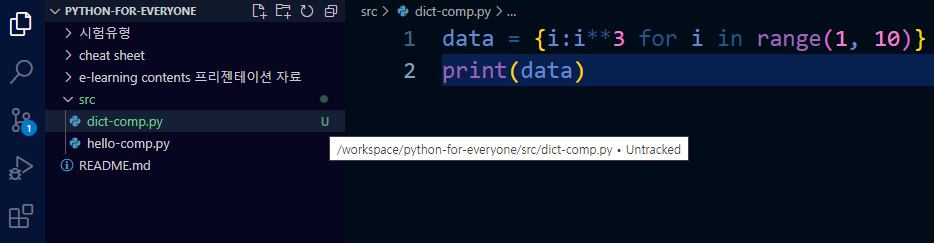 PYTHON-FOR-EVERYONE
시험유형
cheat sheet
e-learning contents 프리젠테이션 자료
src
dict-comp.py U
hello-comp.py
README.md
1
src > dict-comp.py > ...
1 data = {i:i**3 for i in range(1, 10)}
2 print(data)
/workspace/python-for-everyone/src/dict-comp.py • Untracked